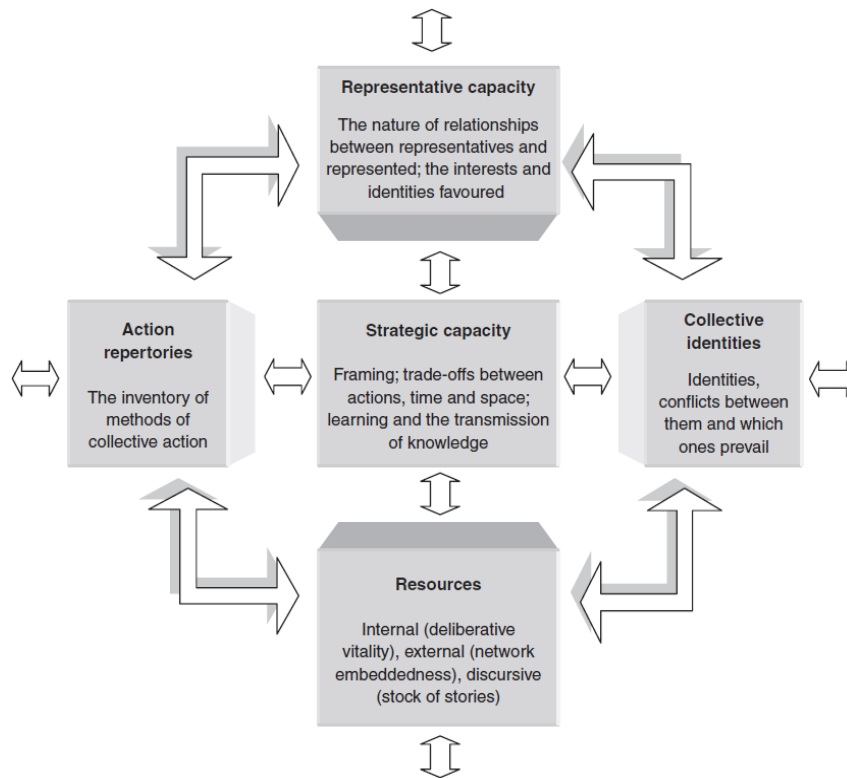 Representative capacity
The nature of relationships
between representatives and
represented; the interests and
identities favoured
Action
repertories
The inventory of
methods of
collective action
Strategic capacity
Framing; trade-offs between
actions, time and space;
learning and the transmission
of knowledge
Collective
identities
Identities,
conflicts between
them and which
ones prevail
Resources
Internal (deliberative
vitality), external (network
embeddedness), discursive
(stock of stories)